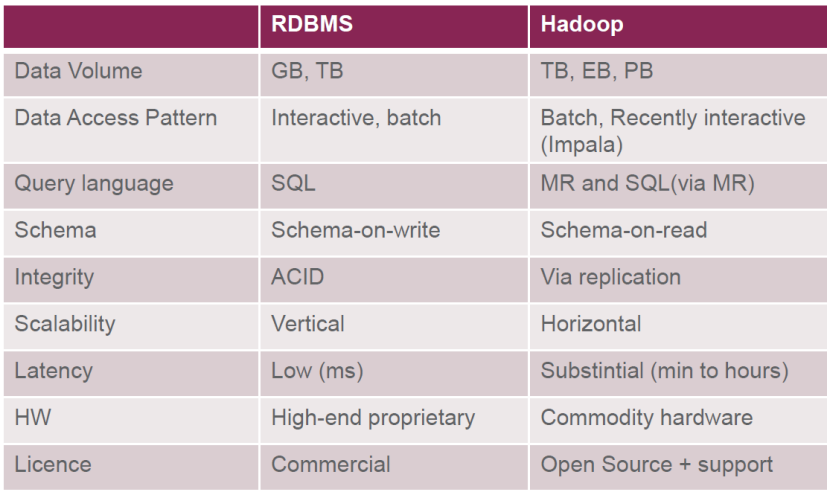 RDBMS Hadoop
Data Volume GB, TB TB, EB, PB
Data Access Pattern Interactive, batch Batch, Recently interactive
(Impala)
Query language SQL MR and SQL(via MR)
Schema Schema-on-write Schema-on-read
Integrity ACID Via replication
Scalability Vertical Horizontal
Latency Low (ms) Substintial (min to hours)
HW High-end proprietary Commodity hardware
Licence Commercial Open Source + support